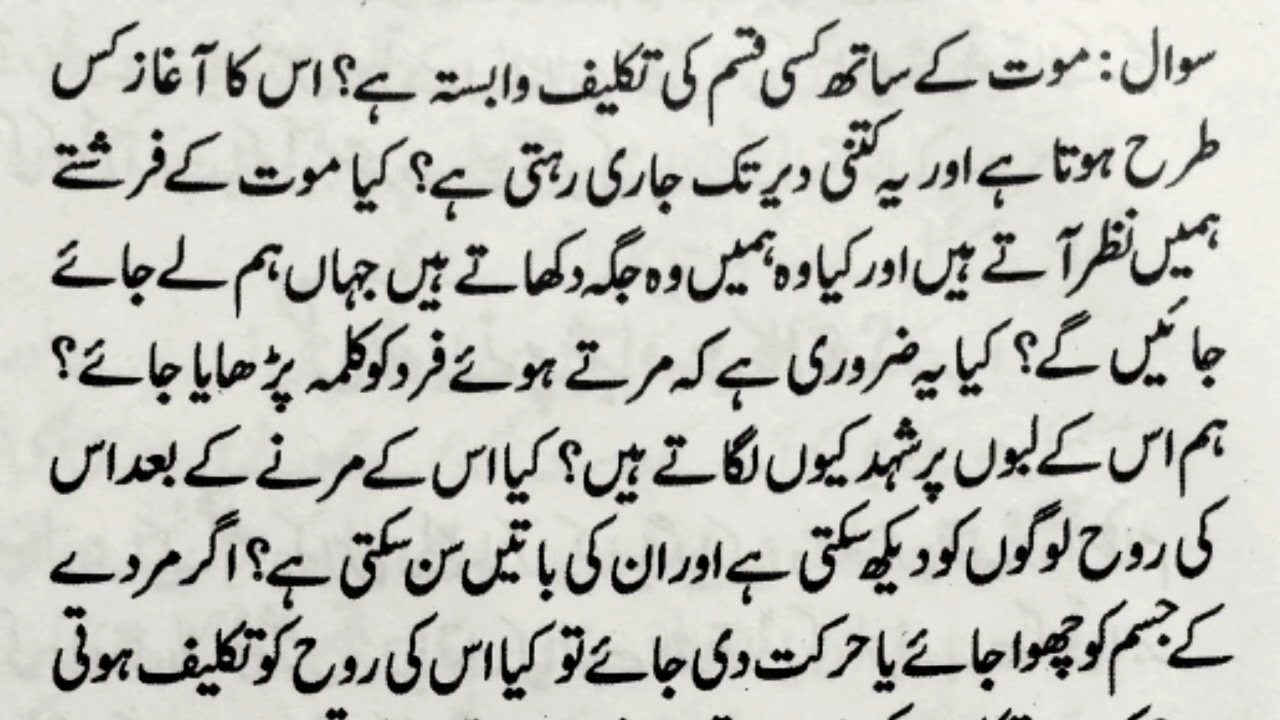 سوال: موت کے ساتھ کسی قسم کی تکلیف وابستہ ہے؟ اس کا آغاز کس
طرح ہوتا ہے اور یہ کتنی دیر تک جاری رہتی ہے؟ کیا موت کے فرشتے
ہمیں نظر آتے ہیں اور کیا وہ ہمیں وہ جگہ دکھاتے ہیں جہاں ہم لے جائے
جائیں گے؟ کیا یہ ضروری ہے کہ مرتے ہوئے فرد کو کلمہ پڑھایا جائے؟
ہم اس کے لبوں پر شہد کیوں لگاتے ہیں؟ کیا اس کے مرنے کے بعد اس
کی روح لوگوں کو دیکھ سکتی ہے اور ان کی باتیں سن سکتی ہے؟ اگر مردے
کے جسم کو چھوا جائے یا حرکت دی جائے تو کیا اس کی روح کو تکلیف ہوتی